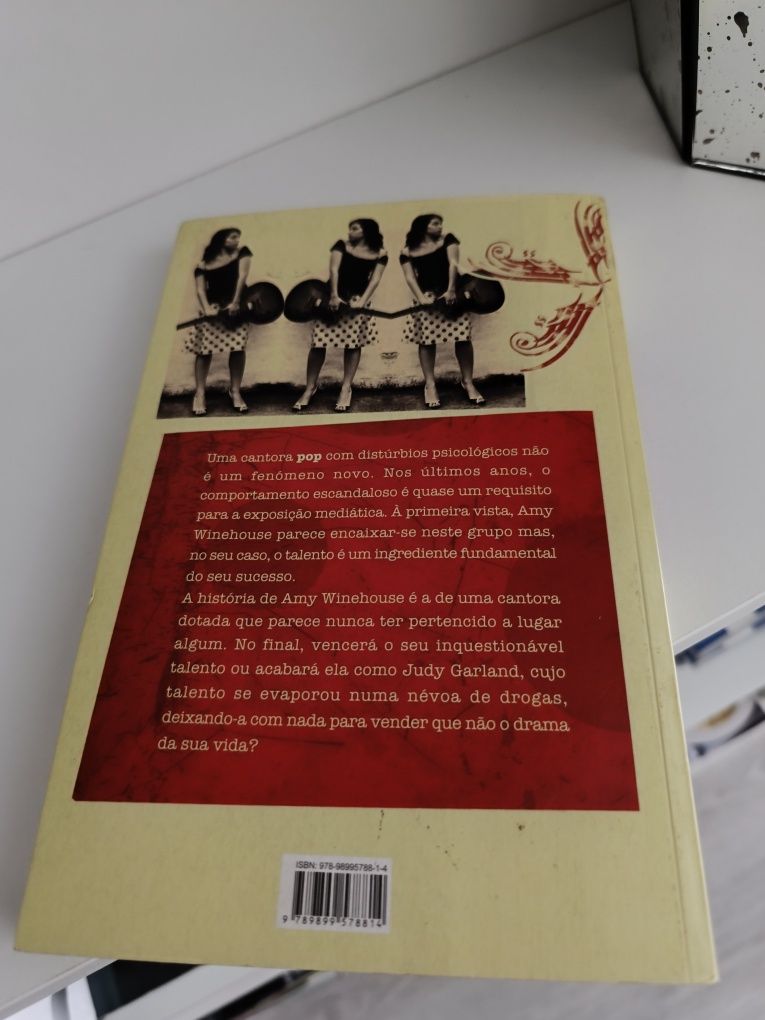 Uma cantora pop com distúrbios psicológicos não
é um fenómeno novo. Nos últimos anos, o
comportamento escandaloso é quase um requisito
para a exposição mediática. À primeira vista, Amy
Winehouse parece encaixar-se neste grupo mas,
no seu caso, o talento é um ingrediente fundamental
do seu sucesso.
A história de Amy Winehouse é a de uma cantora
dotada que parece nunca ter pertencido a lugar
algum. No final, vencerá o seu inquestionável
talento ou acabará ela como Judy Garland, cujo
talento se evaporou numa névoa de drogas,
deixando-a com nada para vender que não o drama
da sua vida?
ISBN: 978-98995788-1-4
9 789899 578814